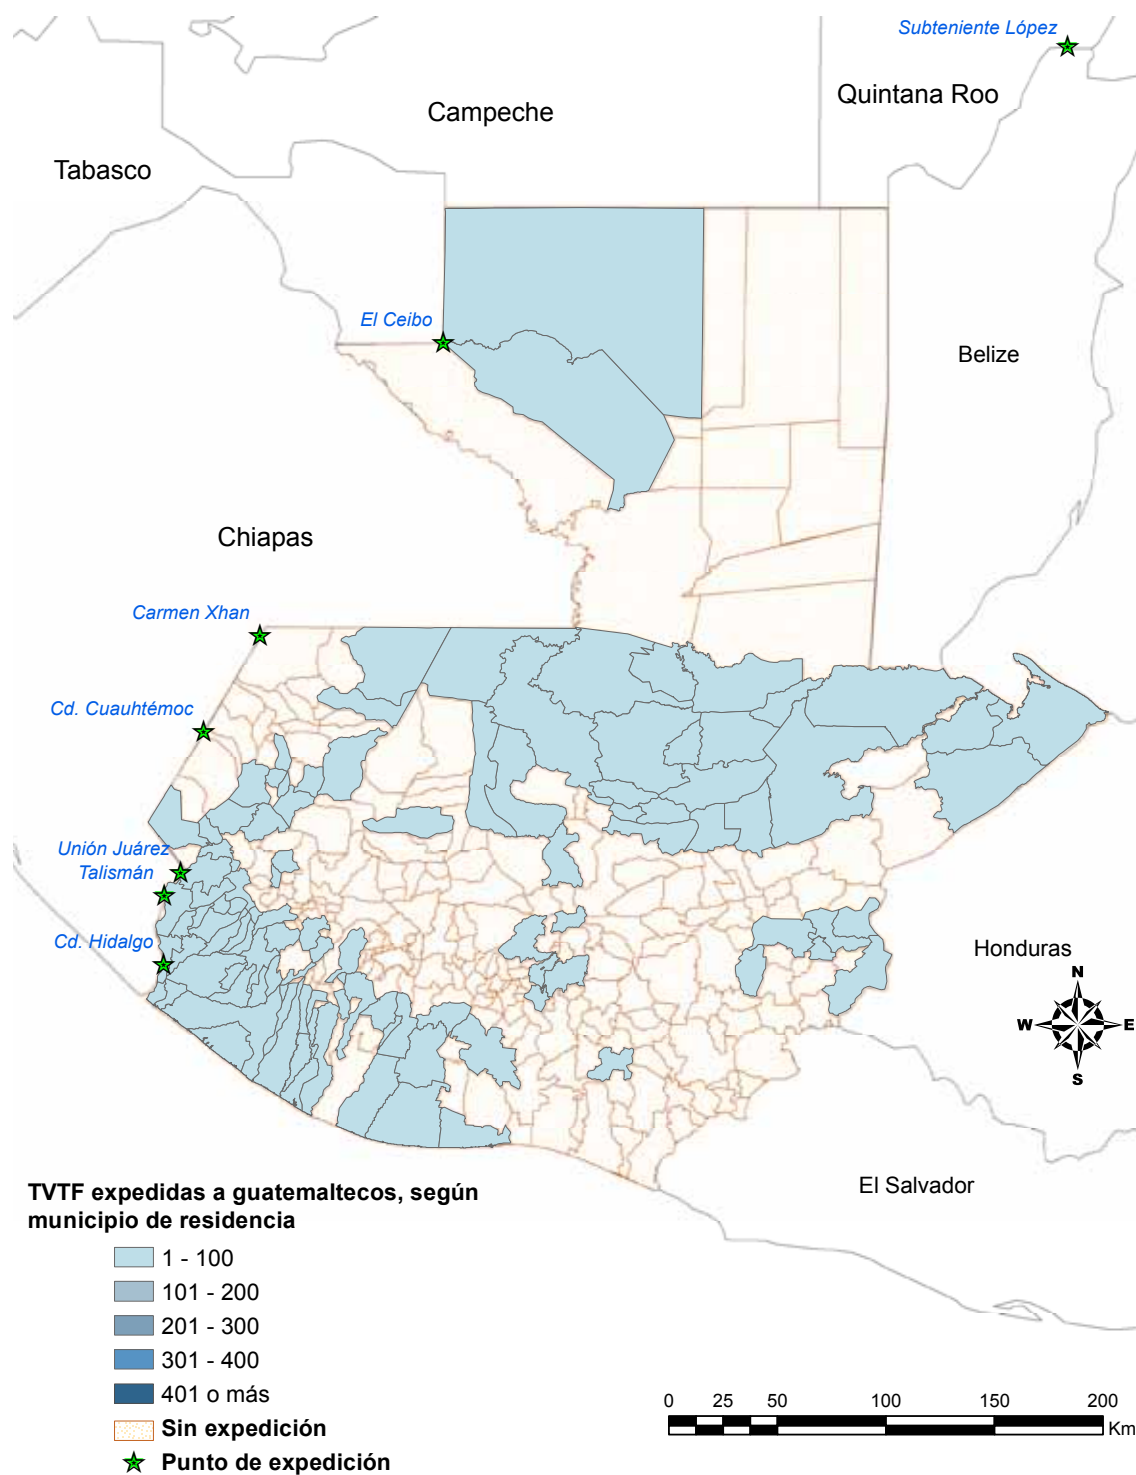 Subteniente López
Quintana Roo
Campeche
Tabasco
El Ceibo
Belize
Chiapas
Carmen Xhan
Cd. Cuauhtémoc
Unión Juárez
Talismán
Cd. Hidalgo
Honduras
N
W E
S
El Salvador
TVTF expedidas a guatemaltecos, según
municipio de residencia
1 - 100
101 - 200
201 - 300
301 - 400
401 o más
Sin expedición
Punto de expedición
0 25 50 100 150 200
Km